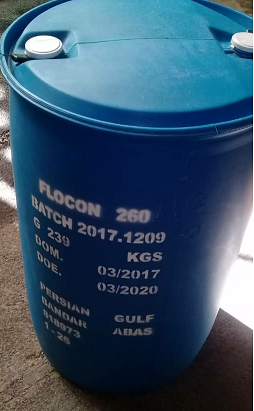 FLOCON 260
BATCH 2017.1209
G 239 KGS
DOM. 03/2017
DOE. 03/2020
PERSIAN GULF
BANDAR ABAS
818973
1-26